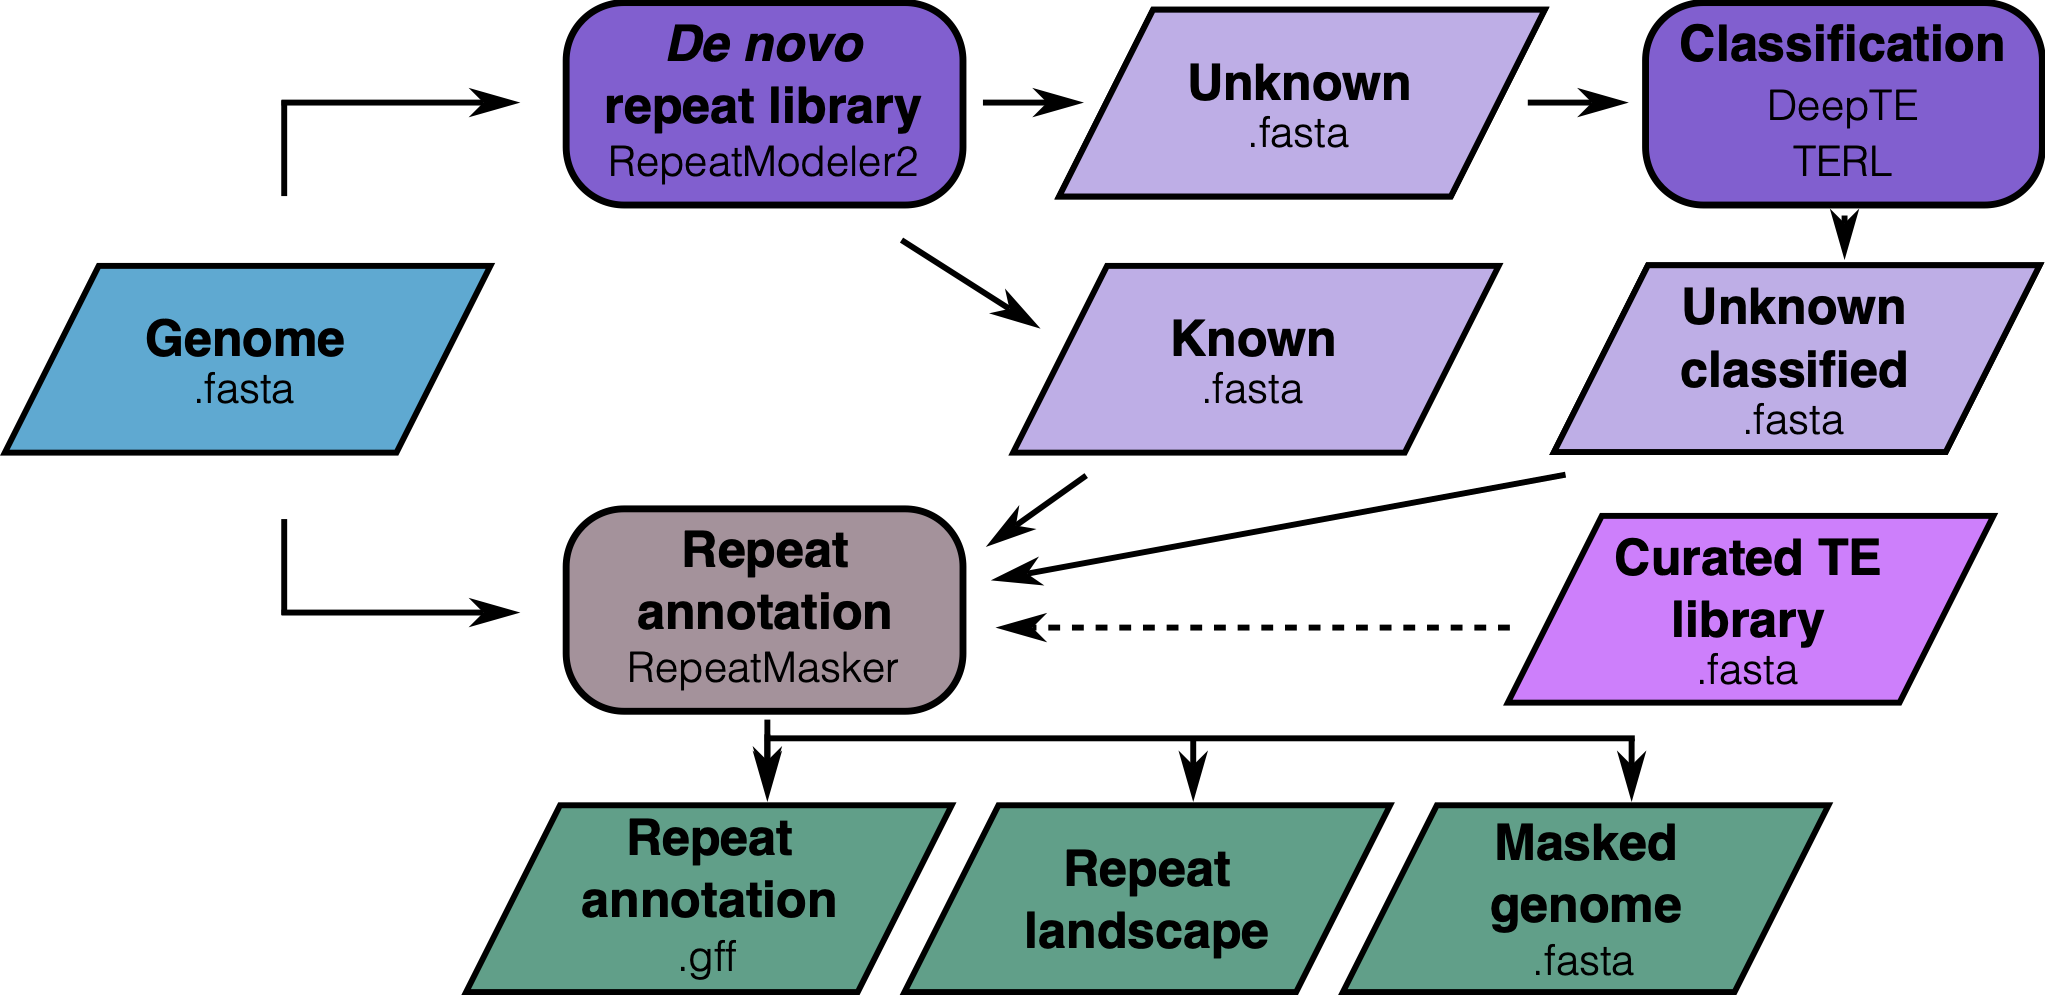 De novo
repeat library
RepeatModeler2
Unknown
.fasta
Classification
DeepTE
TERL
Genome
.fasta
Known
.fasta
Unknown
classified
.fasta
Repeat
annotation
RepeatMasker
Curated TE
library
.fasta
Repeat
annotation
.gff
Repeat
landscape
Masked
genome
.fasta